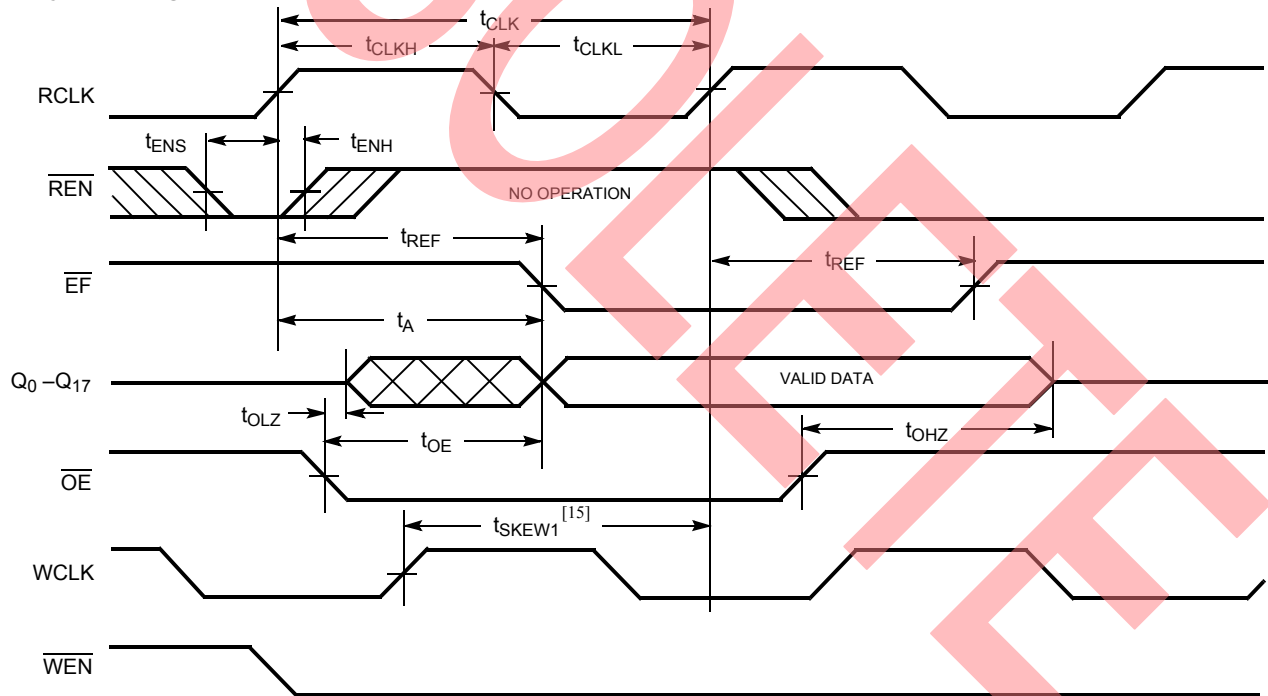 tCLK
tCLKH tCLKL
RCLK
tENS tENH
REN
NO OPERATION
tREF
tREF
EF
tA
Q0 –Q17
VALID DATA
tOLZ
tOE
tOHZ
OE
tSKEW1 [15]
WCLK
WEN